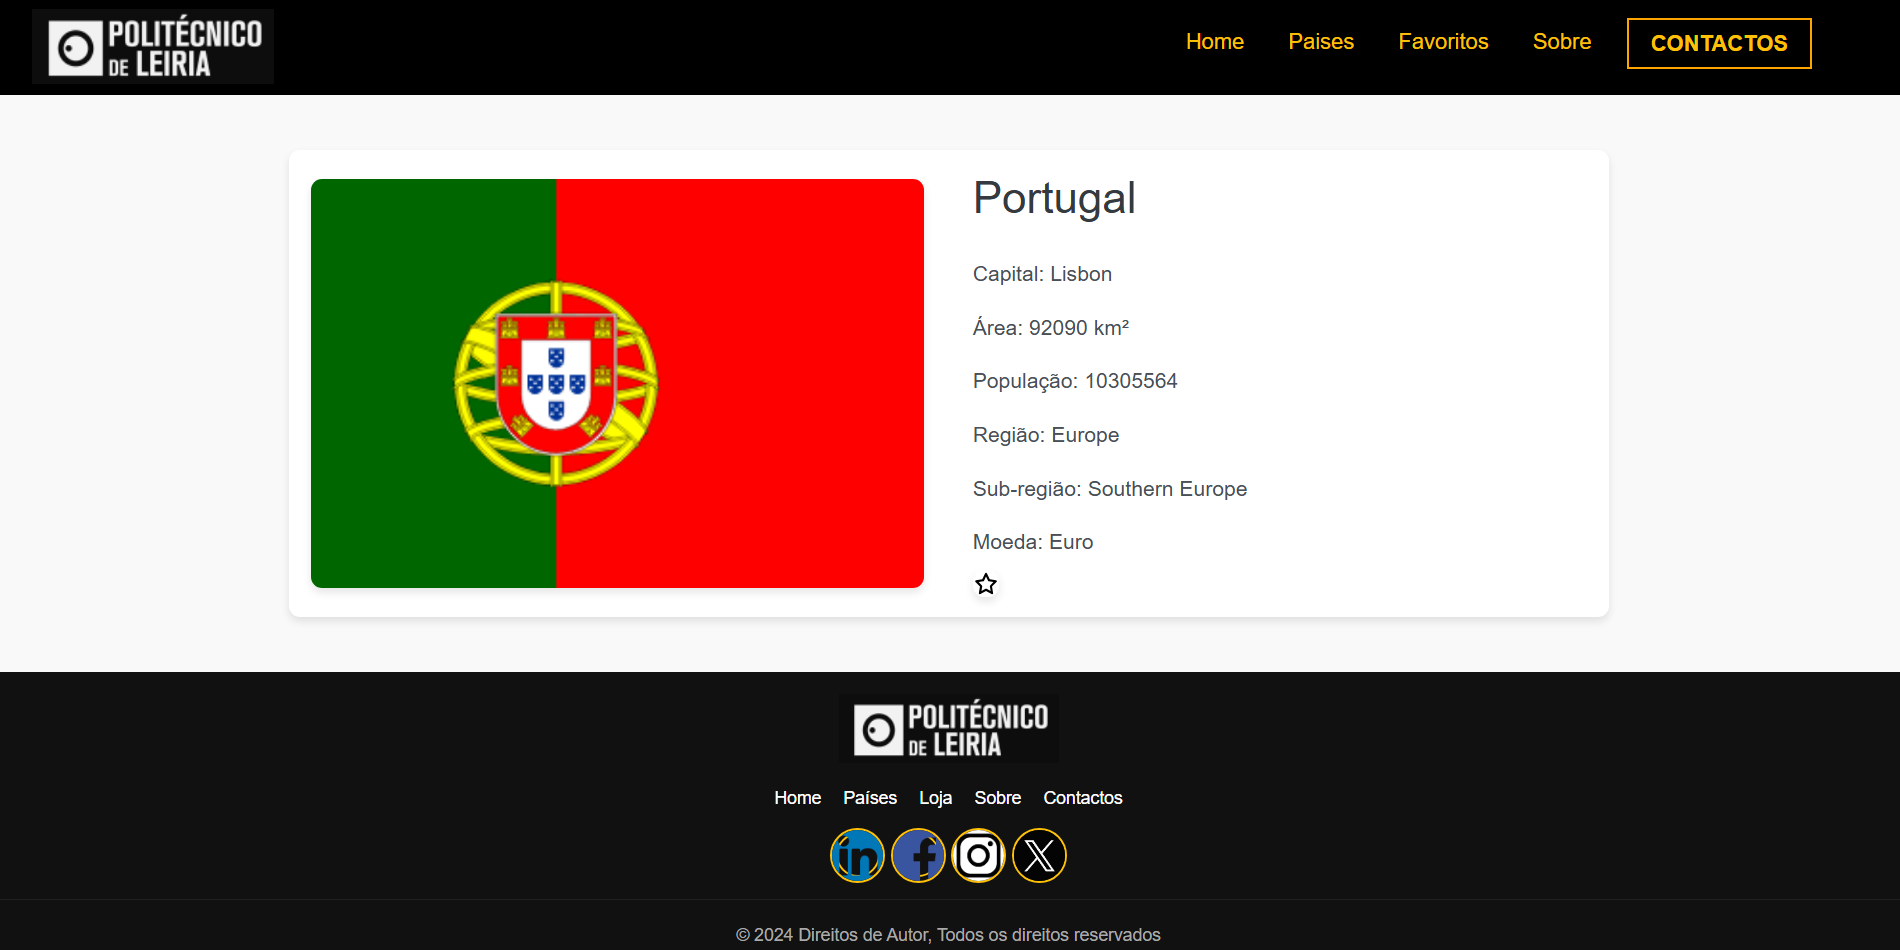 POLITÉCNICO
DE LEIRIA
Home Paises Favoritos Sobre CONTACTOS
Portugal
Capital: Lisbon
Área: 92090 km²
População: 10305564
Região: Europe
Sub-região: Southern Europe
Moeda: Euro
POLITÉCNICO
DE LEIRIA
Home Países Loja Sobre Contactos
in f X
© 2024 Direitos de Autor, Todos os direitos reservados